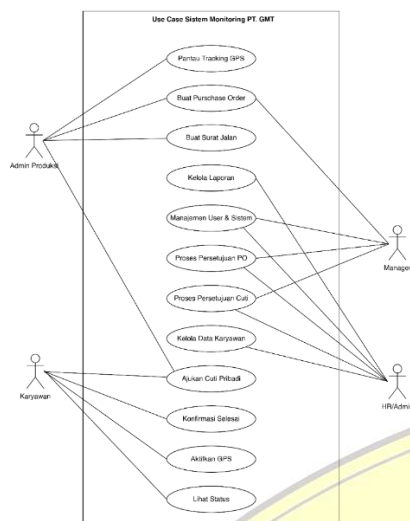 Use Case Sistem Monitoring PT. GMT
Pantau Tracking GPS
Buat Purschase Order
Admin Produksi
Buat Surat Jalan
Kelola Laporan
Manajemen User & Sistem
Proses Persetujuan PO
Manager
Proses Persetujuan Cuti
Kelola Data Karyawan
Ajukan Cuti Pribadi
Karyawan
HR/Admin
Konfirmasi Selesai
Aktifkan GPS
Lihat Status